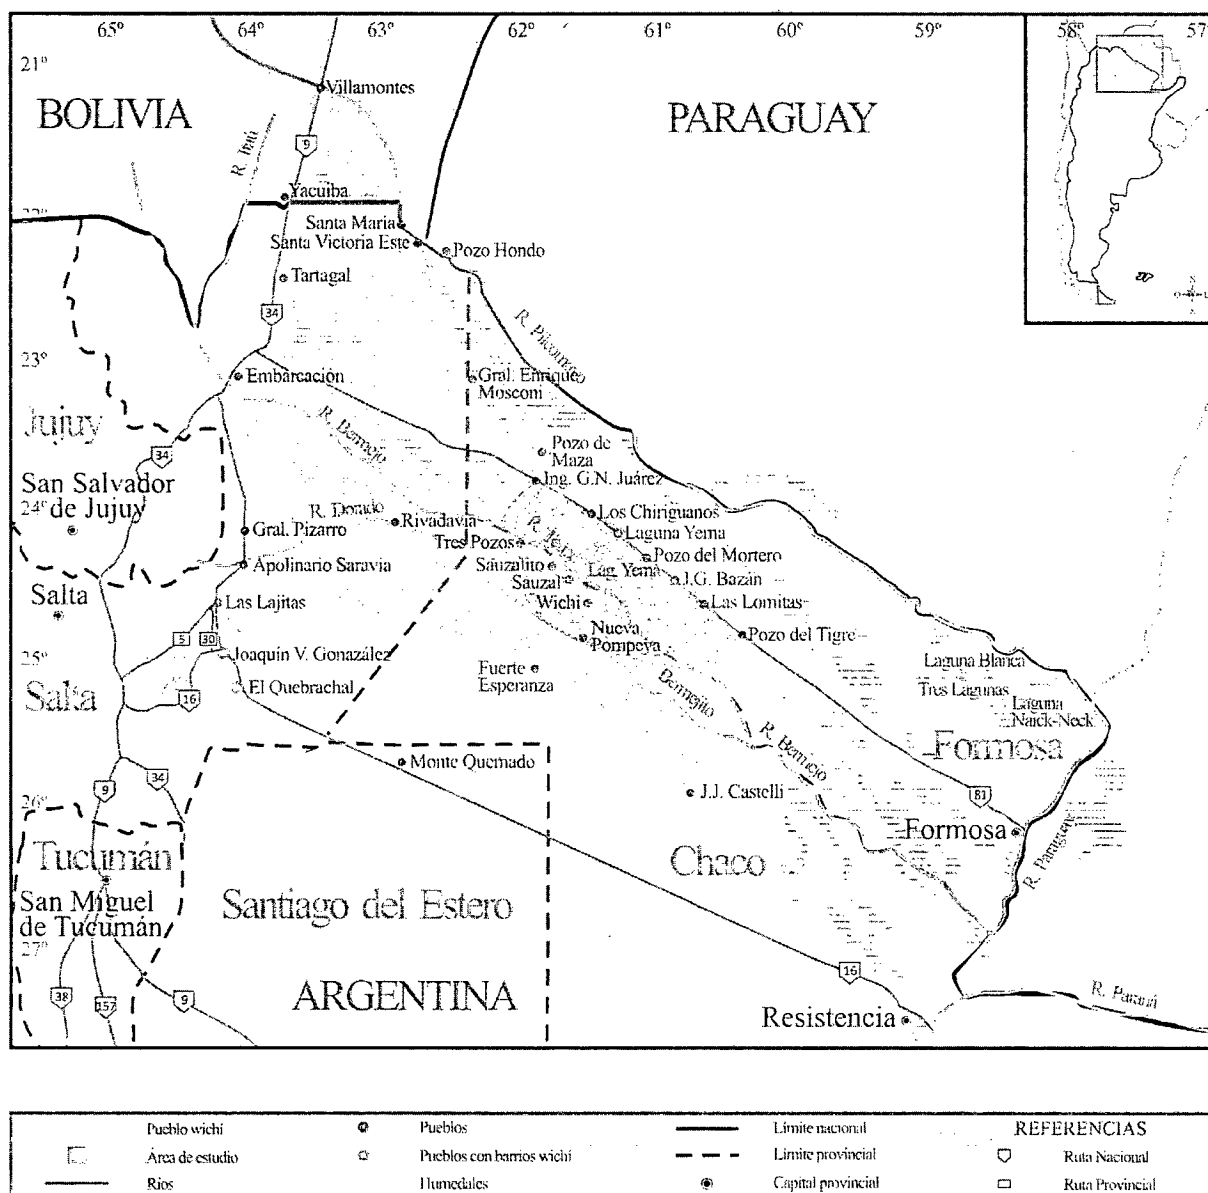 65° 64° 63° 62° 61° 60° 59° 58° 57°
21°
Villamontes
BOLIVIA
PARAGUAY
9
Yacuiba
22°
Santa Maria
Santa Victoria Este
Pozo Hondo
Tartagal
34
R. Pilcomayo
23°
Embarcación
Gral. Enrique
Mosconi
Jujuy
R. Bermejo
34
Pozo de
Maza
Ing. G.N. Juárez
San Salvador
de Jujuy
24°
R. Dorado
Rivadavia
Los Chiriguanos
Laguna Yema
Gral. Pizarro
Tres Pozos
Pozo del Mortero
Apolinario Saravia
Sauzalito
Lag. Yema
J.G. Bazán
Sauzal
Salta
Las Lajitas
Wichi
Las Lomitas
5
30
Nueva
Pompeya
Pozo del Tigre
25°
Joaquín V. Gonazález
Laguna Blanca
Fuerte
Esperanza
Salta
El Quebrachal
16
Tres Lagunas
Laguna
Naick-Neck
Bermejito
R. Bermejo
Formosa
Monte Quemado
9
34
26°
J.J. Castelli
81
Formosa
Tucumán
Chaco
R. Paraguay
San Miguel
de Tucumán
Santiago del Estero
27°
ARGENTINA
16
38
157
9
R. Paraná
Resistencia
S
O
Pueblo wichí
Pueblos
Límite nacional
REFERENCIAS
Área de estudio
Pueblos con barrios wichí
Límite provincial
Ruta Nacional
Ríos
Humedales
Capital provincial
Ruta Provincial